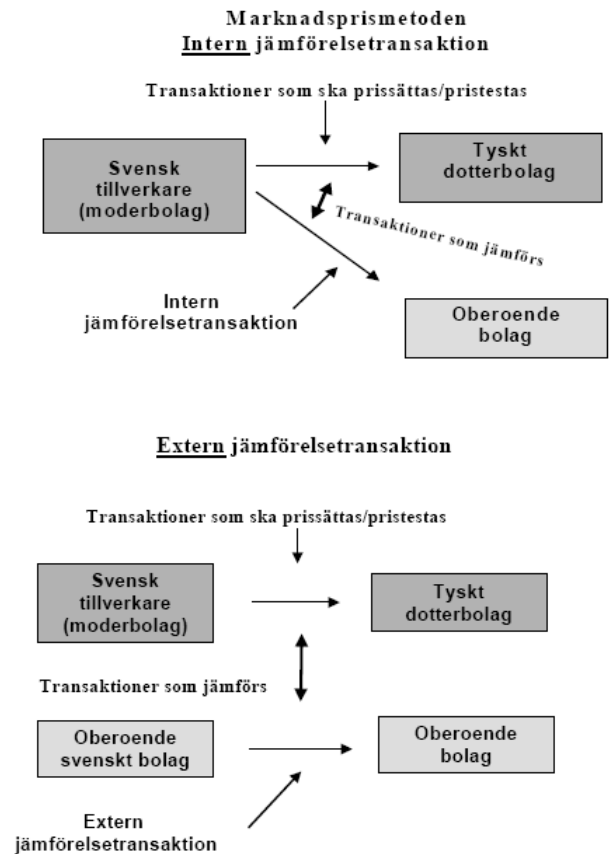 Marknadsprismetoden
Intern jämförelsetransaktion
Transaktioner som ska prissättas/pristestas
Svensk
tillverkare
(moderbolag)
Tyskt
dotterbolag
Transaktioner som jämförs
Intern
jämförelsetransaktion
Oberoende
bolag
Extern jämförelsetransaktion
Transaktioner som ska prissättas/pristestas
Svensk
tillverkare
(moderbolag)
Tyskt
dotterbolag
Transaktioner som jämförs
Oberoende
svenskt bolag
Oberoende
bolag
Extern
jämförelsetransaktion